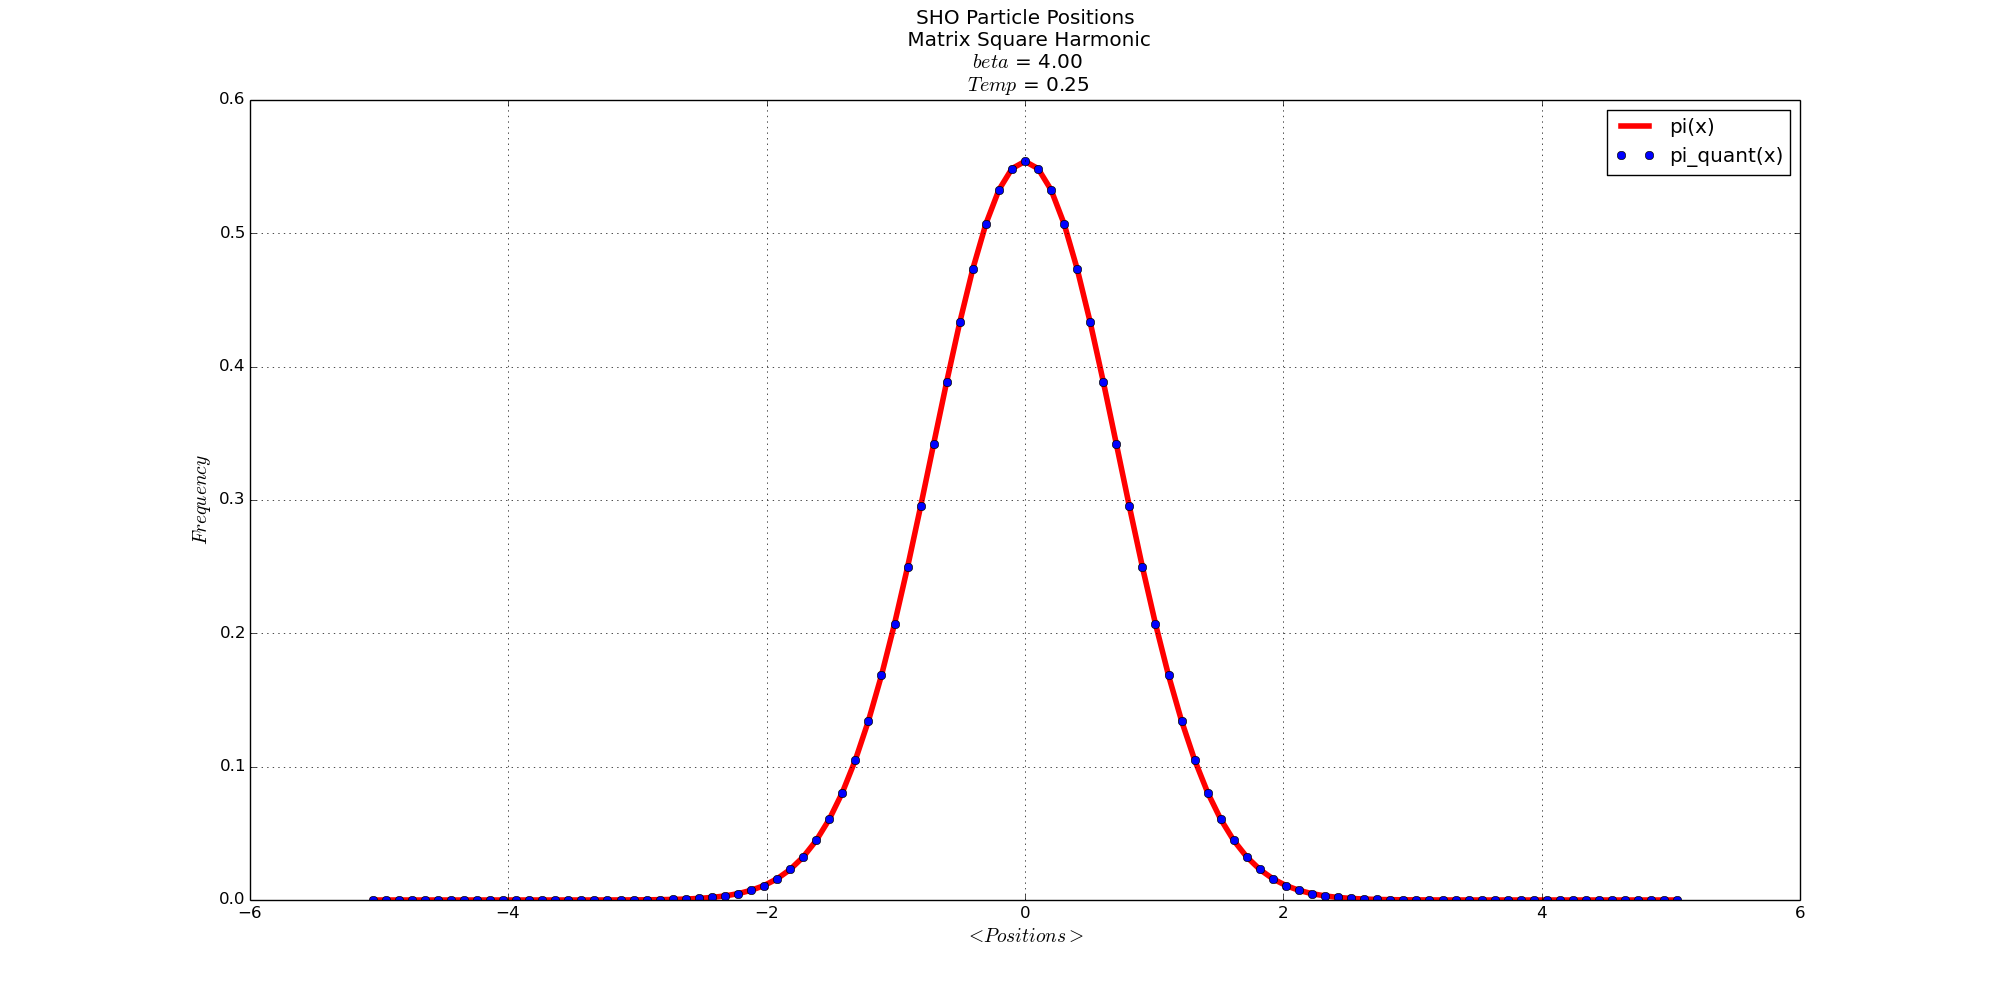 SHO Particle Positions
Matrix Square Harmonic
beta = 4.00
Temp = 0.25
0.6
0.5
0.4
0.3
0.2
0.1
0.0
Frequency
pi(x)
pi_quant(x)
−6 −4 −2 0 2 4 6
<Positions>